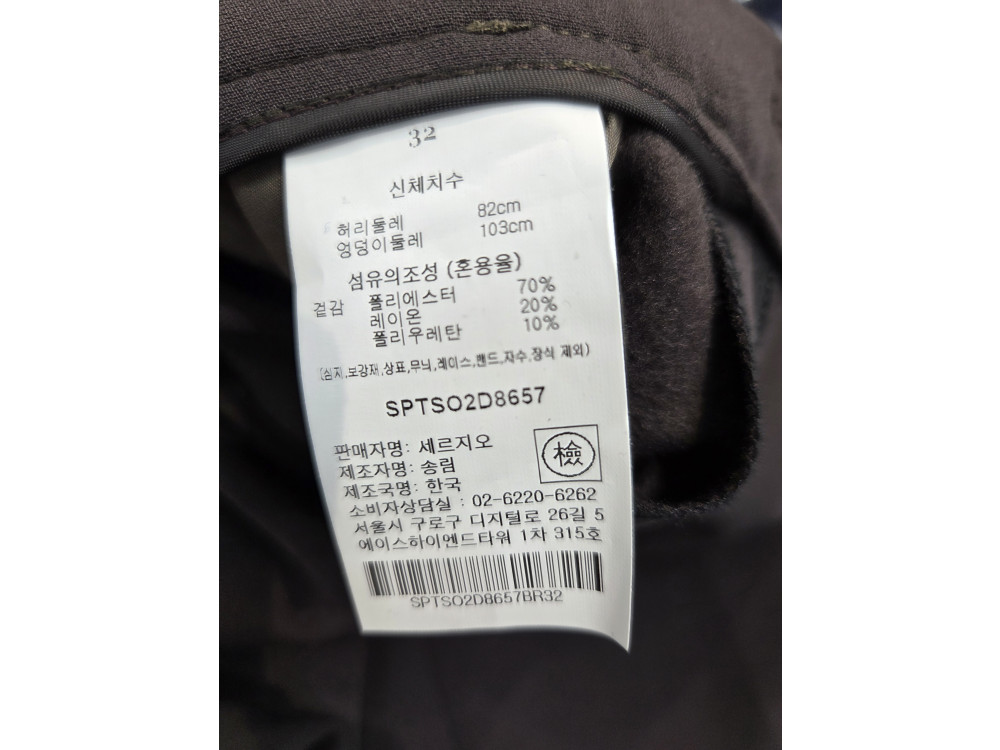 32
신체치수
허리둘레 82cm
엉덩이둘레 103cm
섬유의조성 (혼용율)
겉감 폴리에스터 70%
레이온 20%
폴리우레탄 10%
(심지,보강재,상표,무늬,레이스,밴드,자수,장식 제외)
SPTSO2D8657
판매자명: 세르지오
檢
제조자명: 송림
제조국명: 한국
소비자상담실 : 02-6220-6262
서울시 구로구 디지털로 26길 5
에이스하이엔드타워 1차 315호
SPTSO2D8657BR32